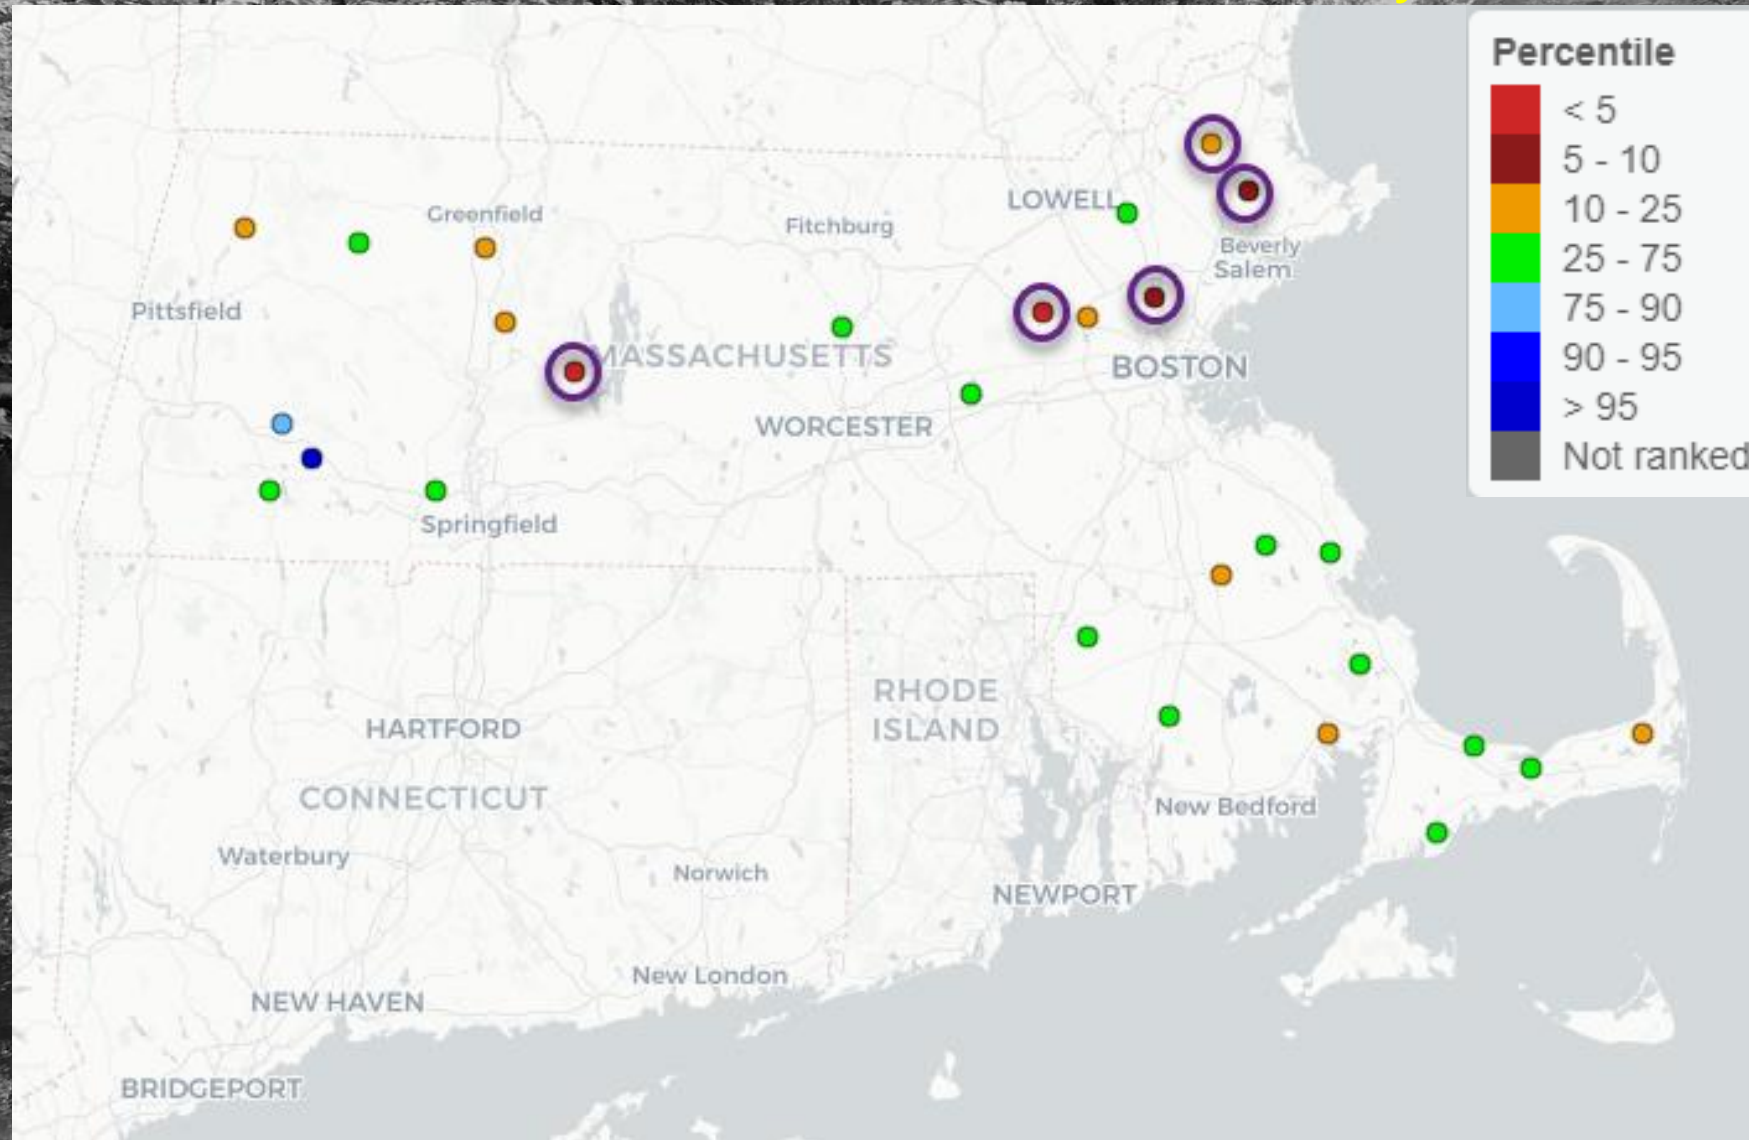 Percentile
< 5
5 - 10
10 - 25
25 - 75
75 - 90
90 - 95
> 95
Not ranked
LOWELL
Greenfield
Fitchburg
Beverly
Salem
Pittsfield
MASSACHUSETTS
BOSTON
WORCESTER
Springfield
RHODE
ISLAND
HARTFORD
CONNECTICUT
New Bedford
Waterbury
Norwich
NEWPORT
New London
NEW HAVEN
BRIDGEPORT